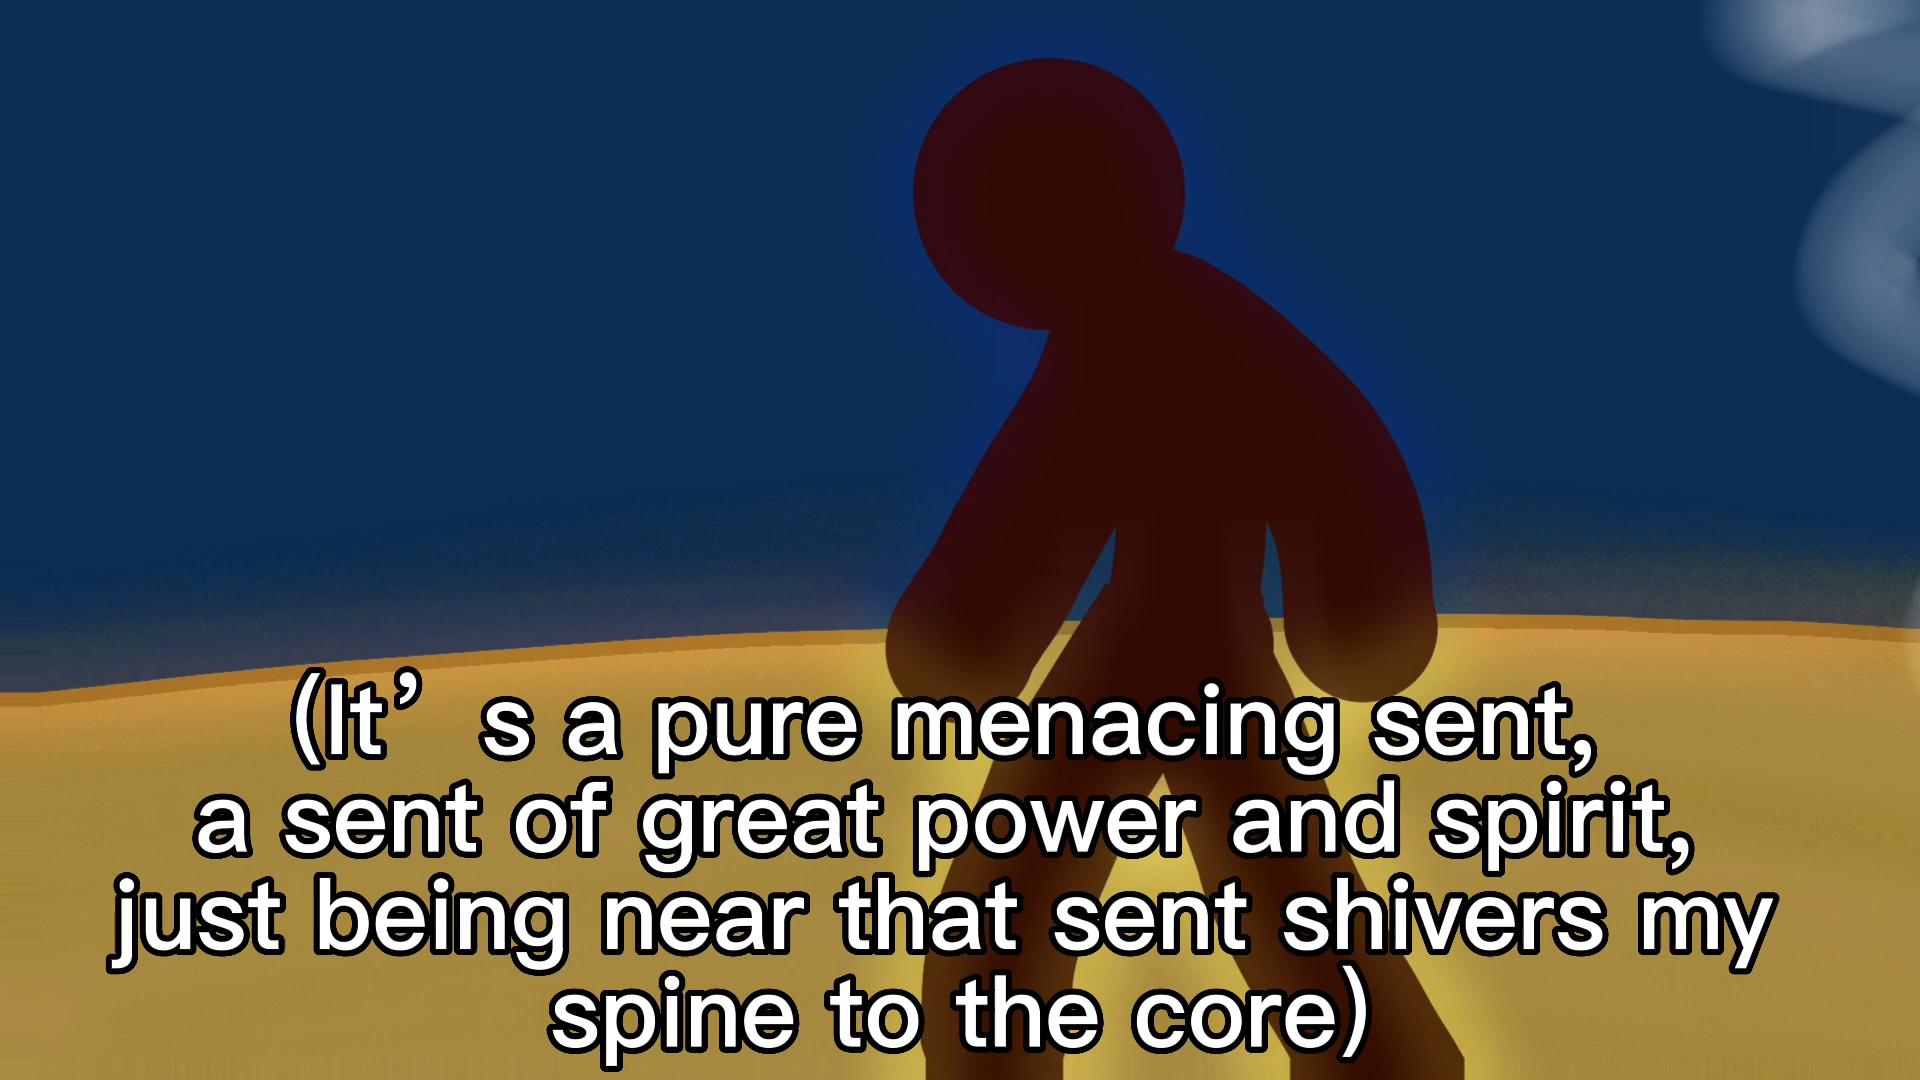 (It’s a pure menacing sent,
a sent of great power and spirit,
just being near that sent shivers my
spine to the core)